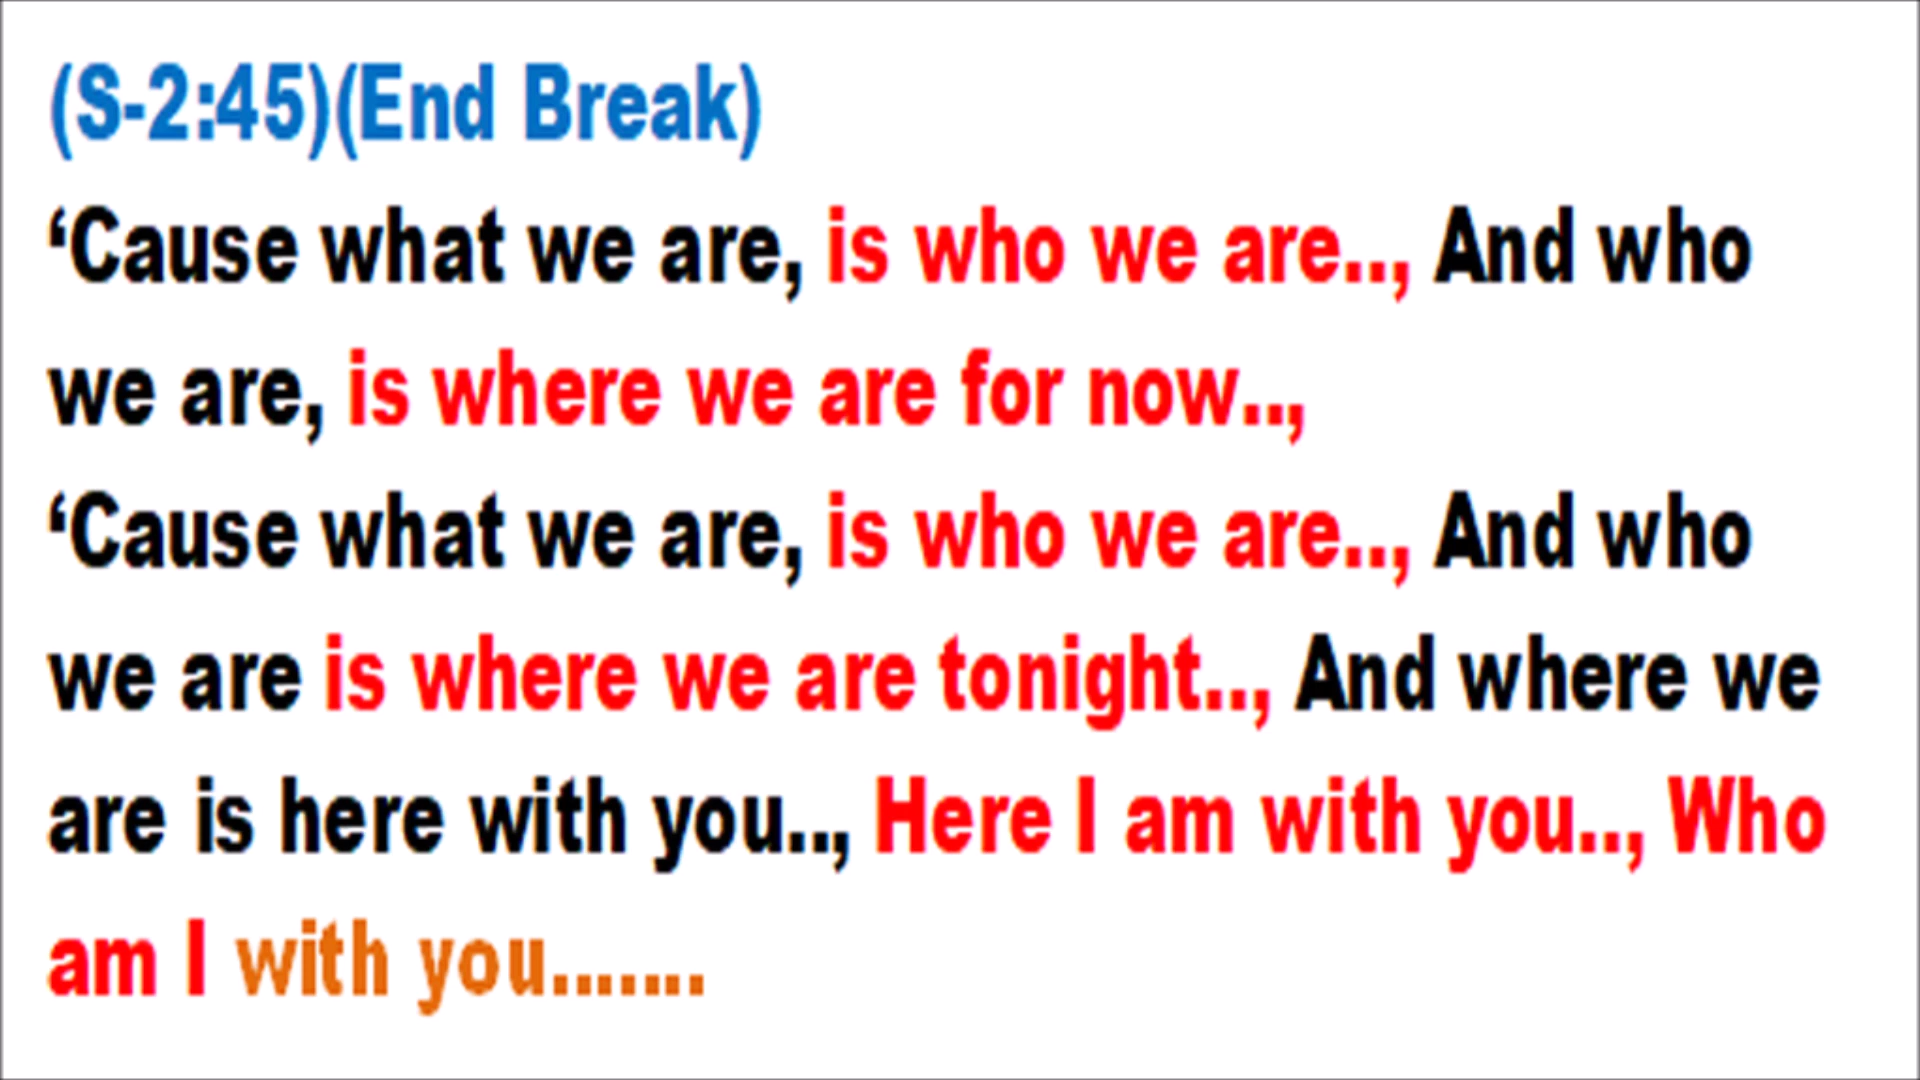 (S-2:45)(End Break)
‘Cause what we are, is who we are.., And who
we are, is where we are for now..,
‘Cause what we are, is who we are.., And who
we are is where we are tonight.., And where we
are is here with you.., Here I am with you.., Who
am I with you.......